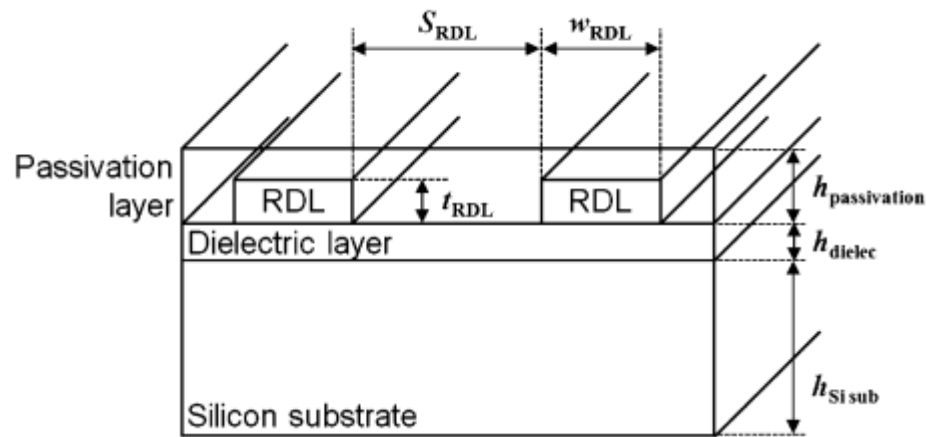 S_RDL
w_RDL
Passivation
layer
RDL
t_RDL
RDL
h_passivation
Dielectric layer
h_dielec
h_Si sub
Silicon substrate